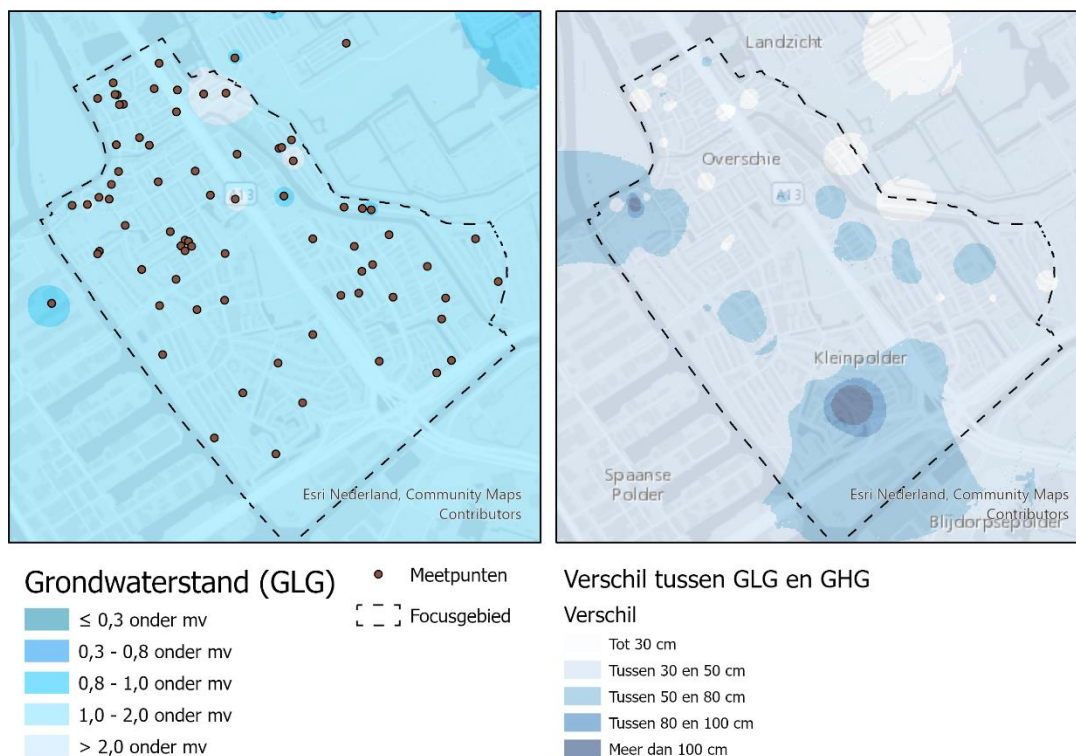 A13
Esri Nederland, Community Maps
Contributors
Landzicht
Overschie
A13
Kleinpolder
Spaanse
Polder
Esri Nederland, Community Maps
Contributors
Blijdorpsepolder
Grondwaterstand (GLG)
≤ 0,3 onder mv
0,3 - 0,8 onder mv
0,8 - 1,0 onder mv
1,0 - 2,0 onder mv
> 2,0 onder mv
Meetpunten
Focusgebied
Verschil tussen GLG en GHG
Verschil
Tot 30 cm
Tussen 30 en 50 cm
Tussen 50 en 80 cm
Tussen 80 en 100 cm
Meer dan 100 cm